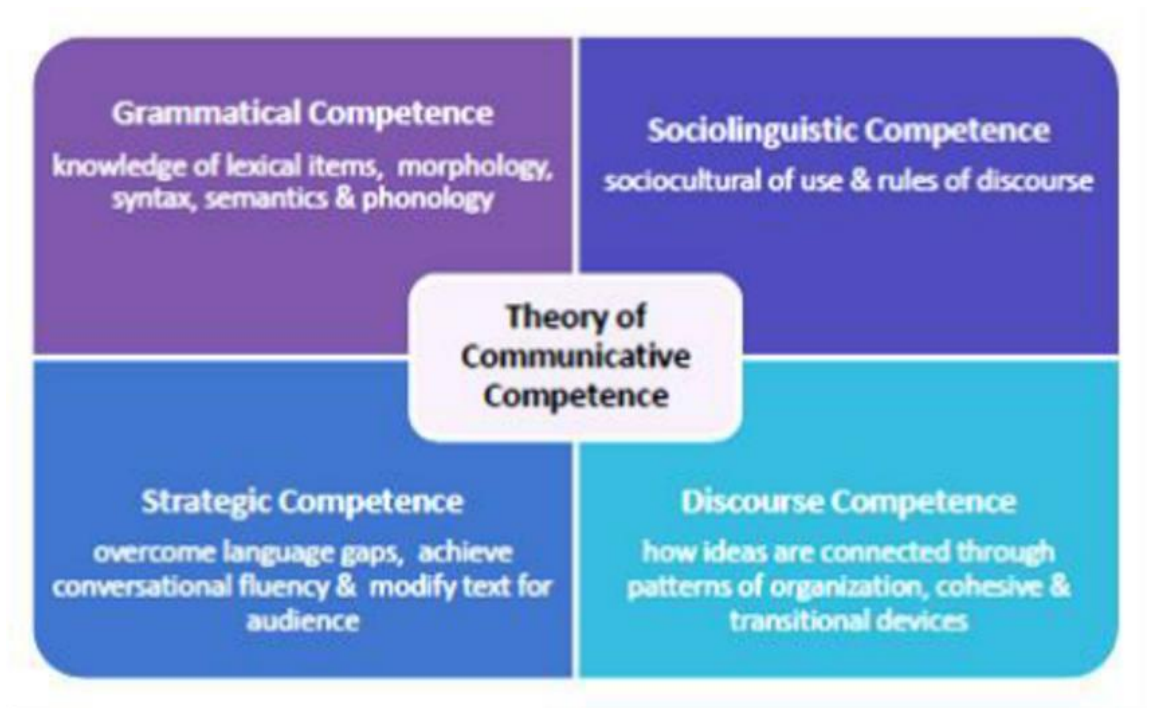 Grammatical Competence
knowledge of lexical items, morphology,
syntax, semantics & phonology
Sociolinguistic Competence
sociocultural of use & rules of discourse
Theory of
Communicative
Competence
Strategic Competence
overcome language gaps, achieve
conversational fluency & modify text for
audience
Discourse Competence
how ideas are connected through
patterns of organization, cohesive &
transitional devices